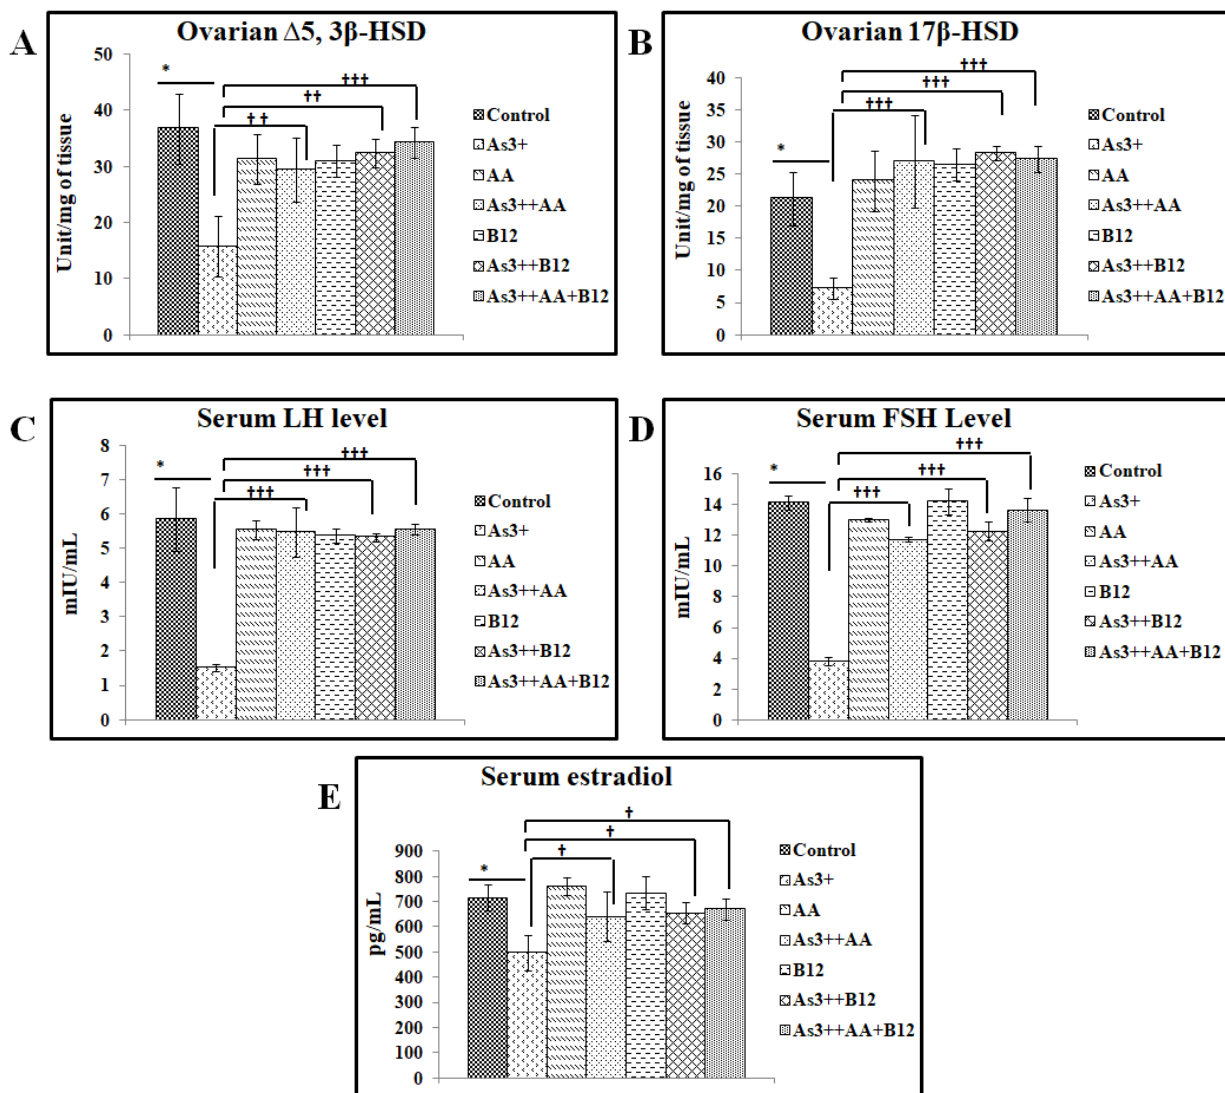 A
Ovarian Δ5, 3β-HSD
50
40
30
20
10
0
Unit/mg of tissue
*
†††
††
† †
Control
As3+
AA
As3++AA
B12
As3++B12
As3++AA+B12
B
Ovarian 17β-HSD
40
35
30
25
20
15
10
5
0
Unit/mg of tissue
*
†††
†††
†††
Control
As3+
AA
As3++AA
B12
As3++B12
As3++AA+B12
C
Serum LH level
8
7
6
5
4
3
2
1
0
mIU/mL
*
†††
†††
†††
Control
As3+
AA
As3++AA
B12
As3++B12
As3++AA+B12
D
Serum FSH Level
16
14
12
10
8
6
4
2
0
mIU/mL
*
†††
†††
†††
Control
As3+
AA
As3++AA
B12
As3++B12
As3++AA+B12
E
Serum estradiol
900
800
700
600
500
400
300
200
100
0
pg/mL
*
†
†
†
Control
As3+
AA
As3++AA
B12
As3++B12
As3++AA+B12